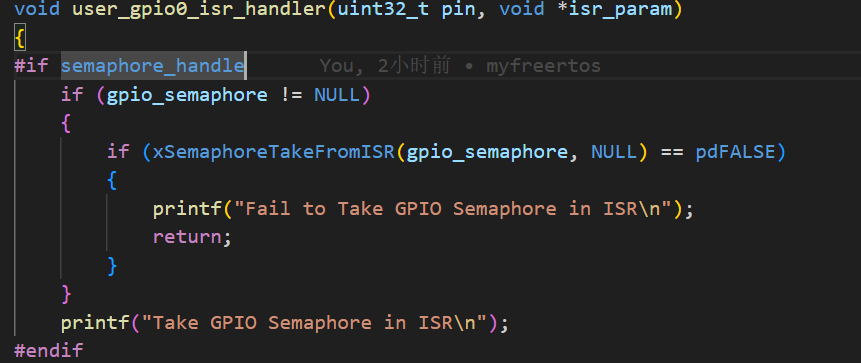 void user_gpio0_isr_handler(uint32_t pin, void *isr_param)
{
#if semaphore_handle You, 2小时前 • myfreertos
    if (gpio_semaphore != NULL)
    {
        if (xSemaphoreTakeFromISR(gpio_semaphore, NULL) == pdFALSE)
        {
            printf("Fail to Take GPIO Semaphore in ISR\n");
            return;
        }
    }
    printf("Take GPIO Semaphore in ISR\n");
#endif